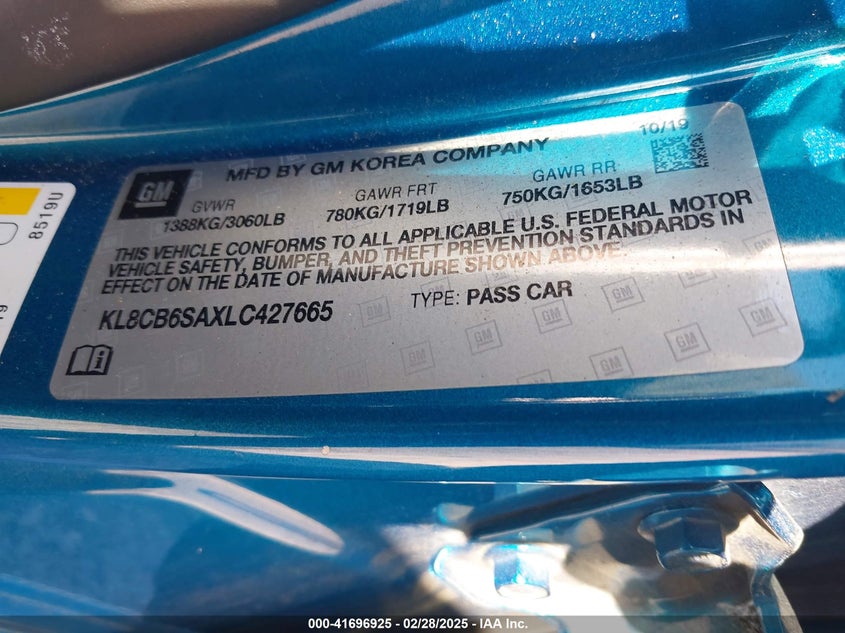 MFD BY GM KOREA COMPANY
10/19
GM
GVWR
1388KG/3060LB
GAWR FRT
780KG/1719LB
GAWR RR
750KG/1653LB
THIS VEHICLE CONFORMS TO ALL APPLICABLE U.S. FEDERAL MOTOR
VEHICLE SAFETY, BUMPER, AND THEFT PREVENTION STANDARDS IN
EFFECT ON THE DATE OF MANUFACTURE SHOWN ABOVE.
KL8CB6SAXLC427665
TYPE: PASS CAR
8519U
000-41696925 / 02/28/2025 / IAA Inc.